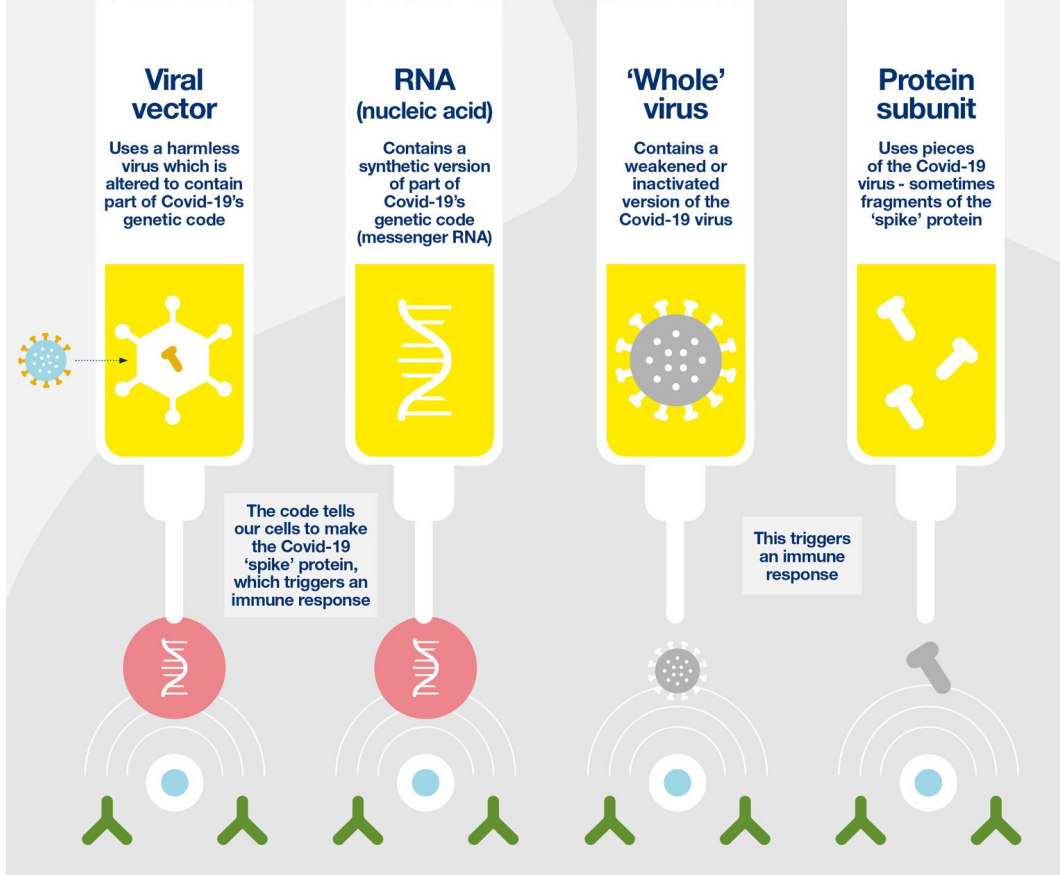 Viral
vector
Uses a harmless
virus which is
altered to contain
part of Covid-19's
genetic code
RNA
(nucleic acid)
Contains a
synthetic version
of part of
Covid-19's
genetic code
(messenger RNA)
'Whole'
virus
Contains a
weakened or
inactivated
version of the
Covid-19 virus
Protein
subunit
Uses pieces
of the Covid-19
virus - sometimes
fragments of the
'spike' protein
The code tells
our cells to make
the Covid-19
'spike' protein,
which triggers an
immune response
This triggers
an immune
response